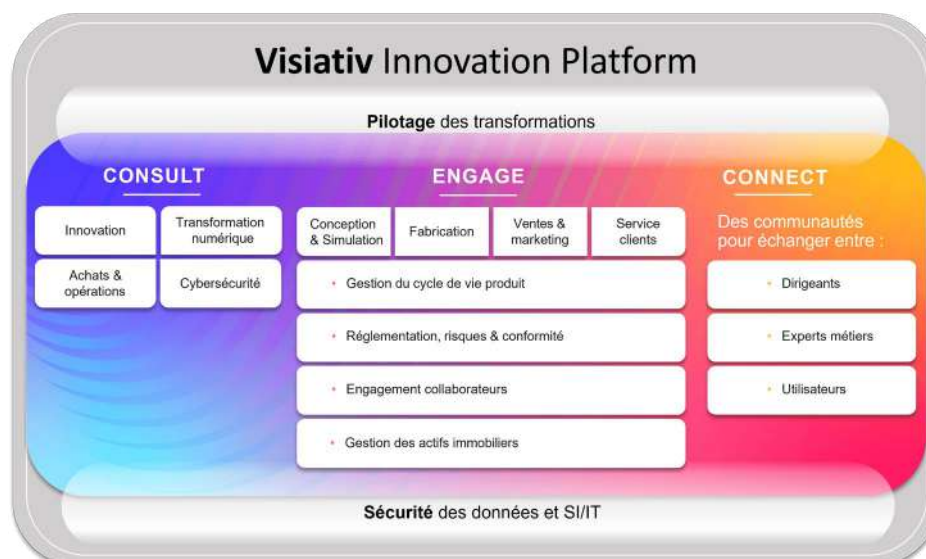 Visiativ Innovation Platform
Pilotage des transformations
CONSULT
Innovation
Transformation
numérique
Achats &
opérations
Cybersécurité
ENGAGE
Conception
& Simulation
Fabrication
Ventes &
marketing
Service
clients
• Gestion du cycle de vie produit
• Réglementation, risques & conformité
• Engagement collaborateurs
• Gestion des actifs immobiliers
CONNECT
Des communautés
pour échanger entre :
• Dirigeants
• Experts métiers
• Utilisateurs
Sécurité des données et SI/IT